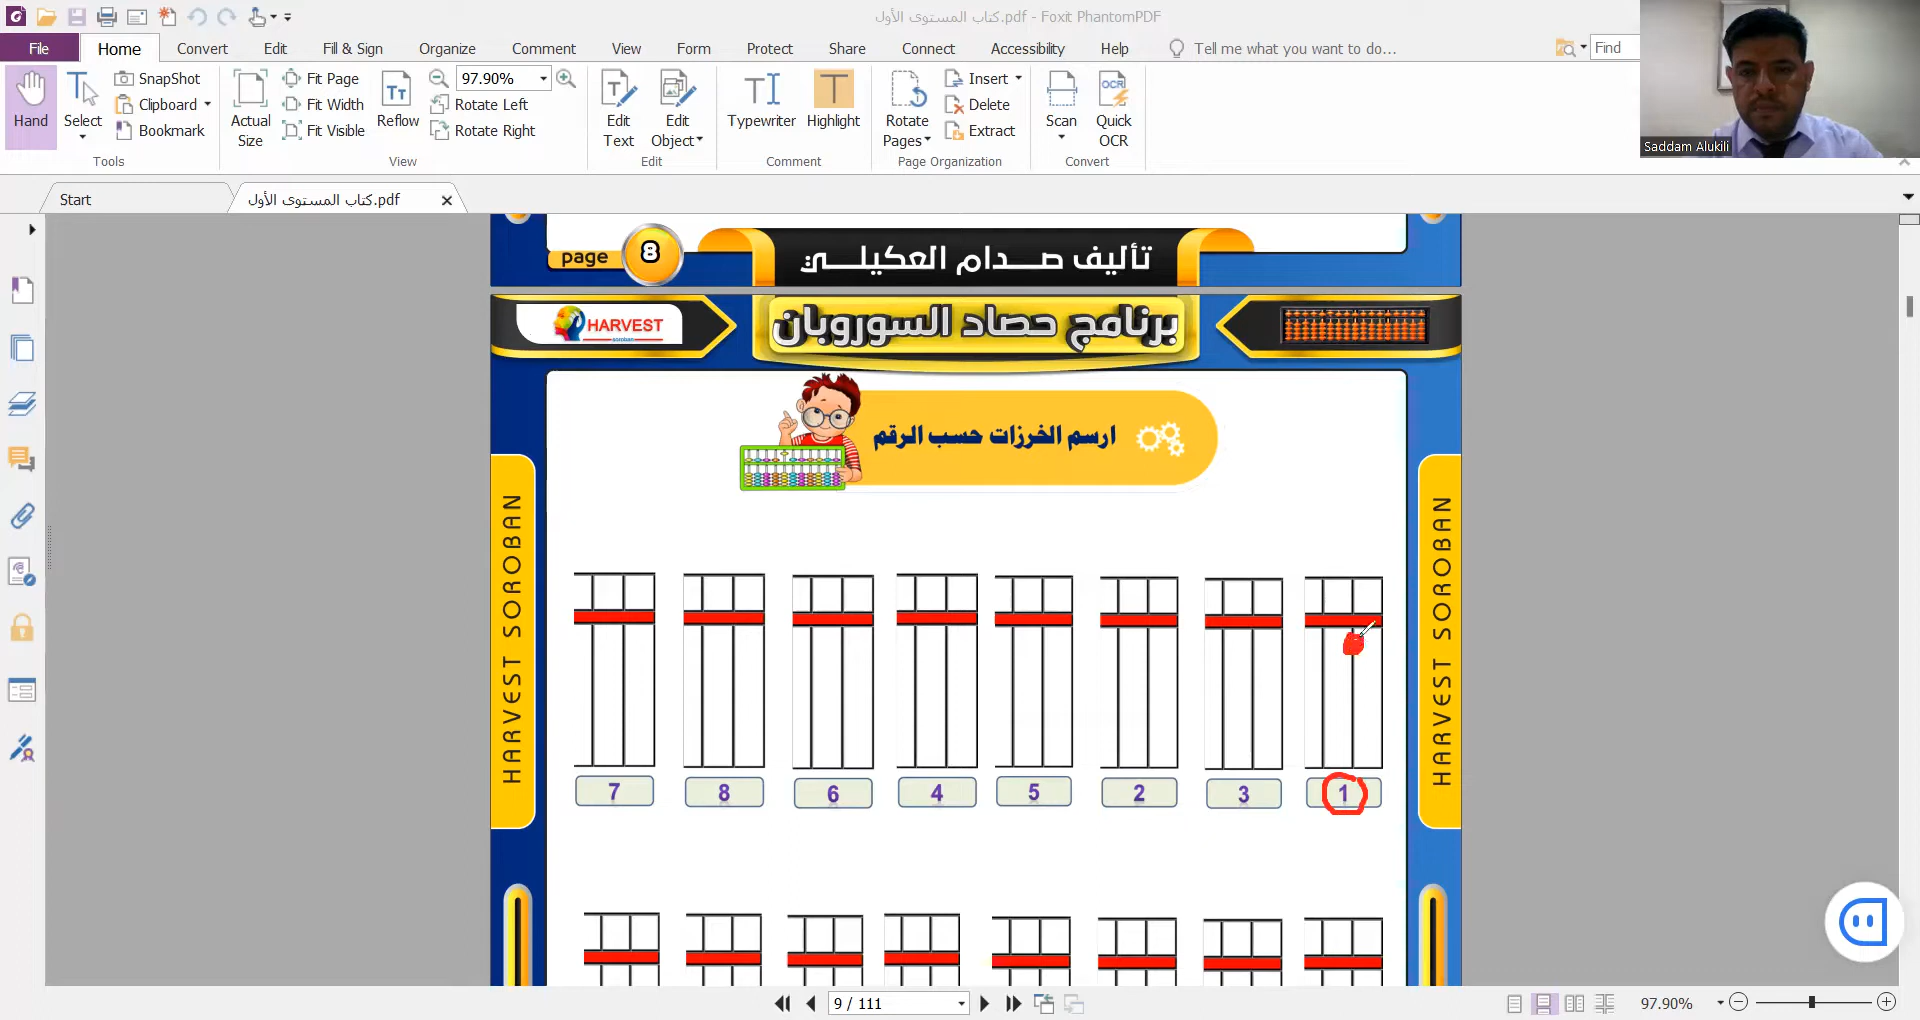 كتاب المستوى الأول.pdf - Foxit PhantomPDF
File Home Convert Edit Fill & Sign Organize Comment View Form Protect Share Connect Accessibility Help Tell me what you want to do... Find
Hand
Select
SnapShot
Clipboard
Bookmark
Tools
Actual Size
Fit Page
Fit Width
Fit Visible
Reflow
97.90%
Rotate Left
Rotate Right
View
Edit Text
Edit Object
Edit
Typewriter
Highlight
Comment
Rotate Pages
Insert
Delete
Extract
Page Organization
Scan
Quick OCR
Convert
Saddam Alukili
Start
كتاب المستوى الأول.pdf
page 8
تأليف صدام العكيلي
HARVEST
soroban
برنامج حصاد السوروبان
ارسم الخرزات حسب الرقم
HARVEST SOROBAN
HARVEST SOROBAN
7 8 6 4 5 2 3 1
9 / 111
97.90%